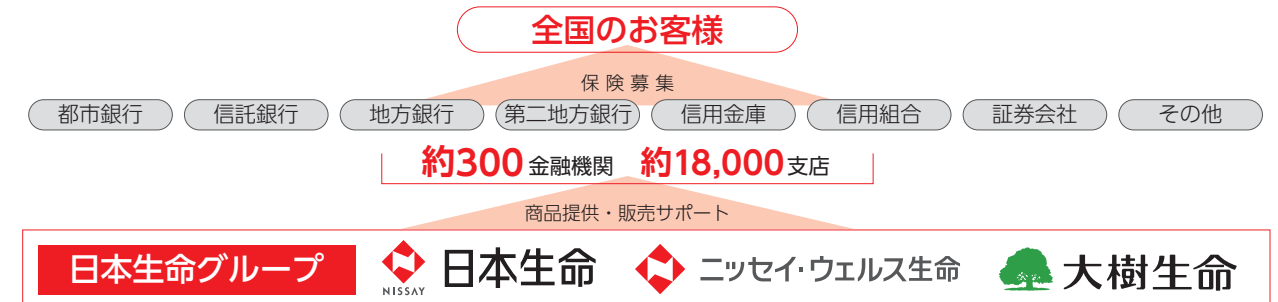 全国のお客様
保険募集
都市銀行 信託銀行 地方銀行 第二地方銀行 信用金庫 信用組合 証券会社 その他
約300金融機関 約18,000支店
商品提供・販売サポート
日本生命グループ NISSAY 日本生命 ニッセイ・ウェルス生命 大樹生命